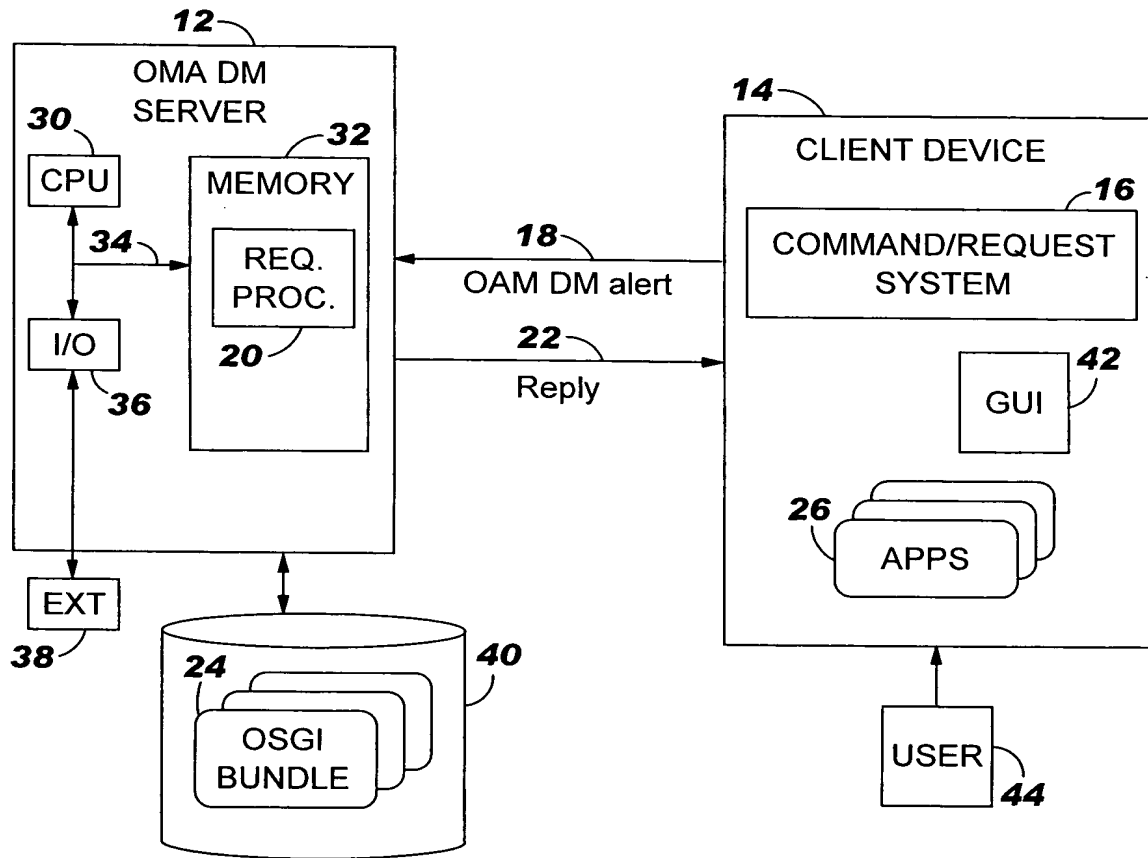 12
OMA DM
SERVER
30
CPU
32
MEMORY
34
REQ.
PROC.
20
I/O
36
EXT
38
18
OAM DM alert
22
Reply
14
CLIENT DEVICE
16
COMMAND/REQUEST
SYSTEM
42
GUI
26
APPS
24
OSGI
BUNDLE
40
USER
44